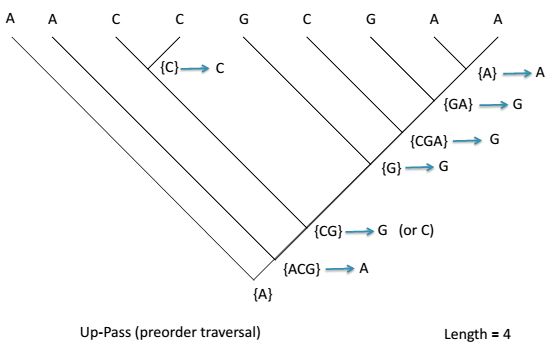 A A C C G C G A A
{C} → C
{A} → A
{GA} → G
{CGA} → G
{G} → G
{CG} → G (or C)
{ACG} → A
{A}
Up-Pass (preorder traversal) Length = 4